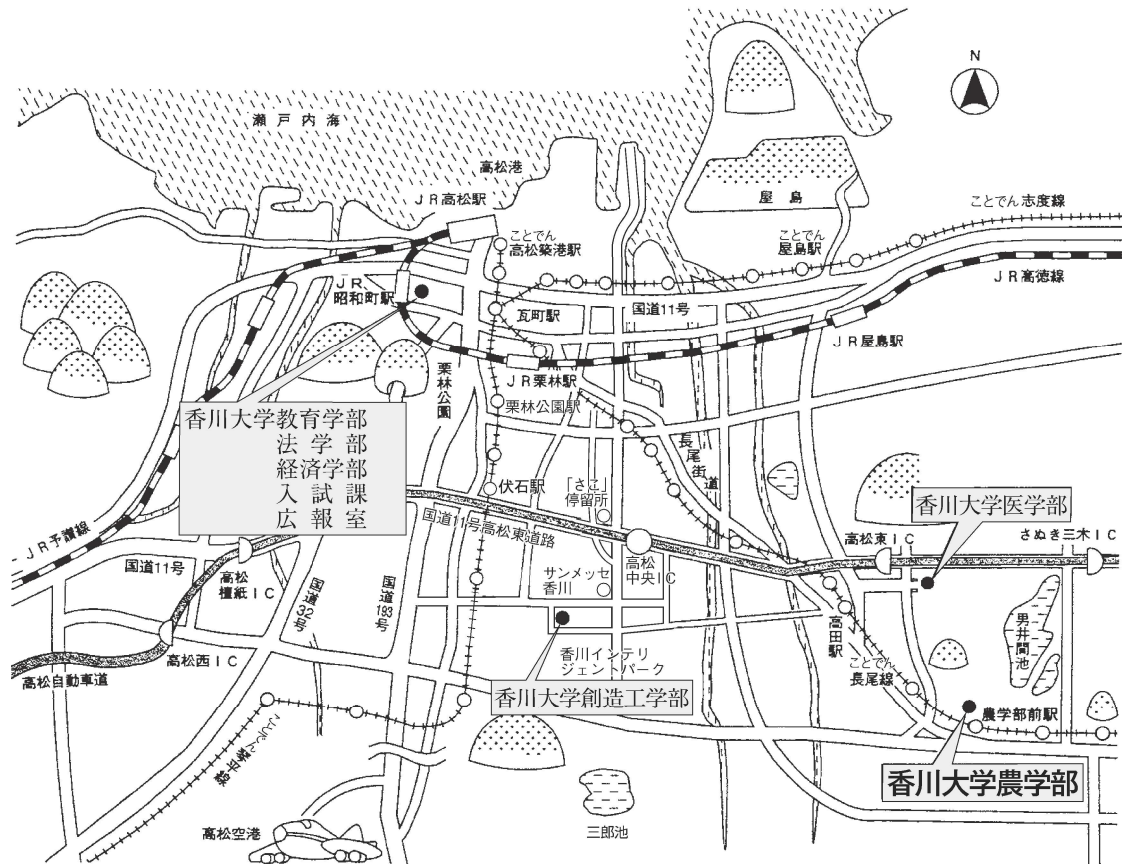 N
瀬戸内海
高松港
JR高松駅
屋島
ことでん志度線
ことでん
高松築港駅
ことでん
屋島駅
JR高徳線
JR
昭和町駅
瓦町駅
国道11号
JR屋島駅
栗林公園
JR栗林駅
栗林公園駅
香川大学教育学部
法学部
経済学部
入試課
広報室
長尾街道
伏石駅
「さこ」
停留所
香川大学医学部
国道11号高松東道路
高松東IC
さぬき三木IC
JR予讃線
国道11号
高松
檀紙IC
国道32号
国道193号
サンメッセ
香川
高松
中央IC
男井間池
高松西IC
高松自動車道
香川インテリ
ジェントパーク
高田駅
ことでん
長尾線
香川大学創造工学部
農学部前駅
ことでん琴平線
香川大学農学部
三郎池
高松空港